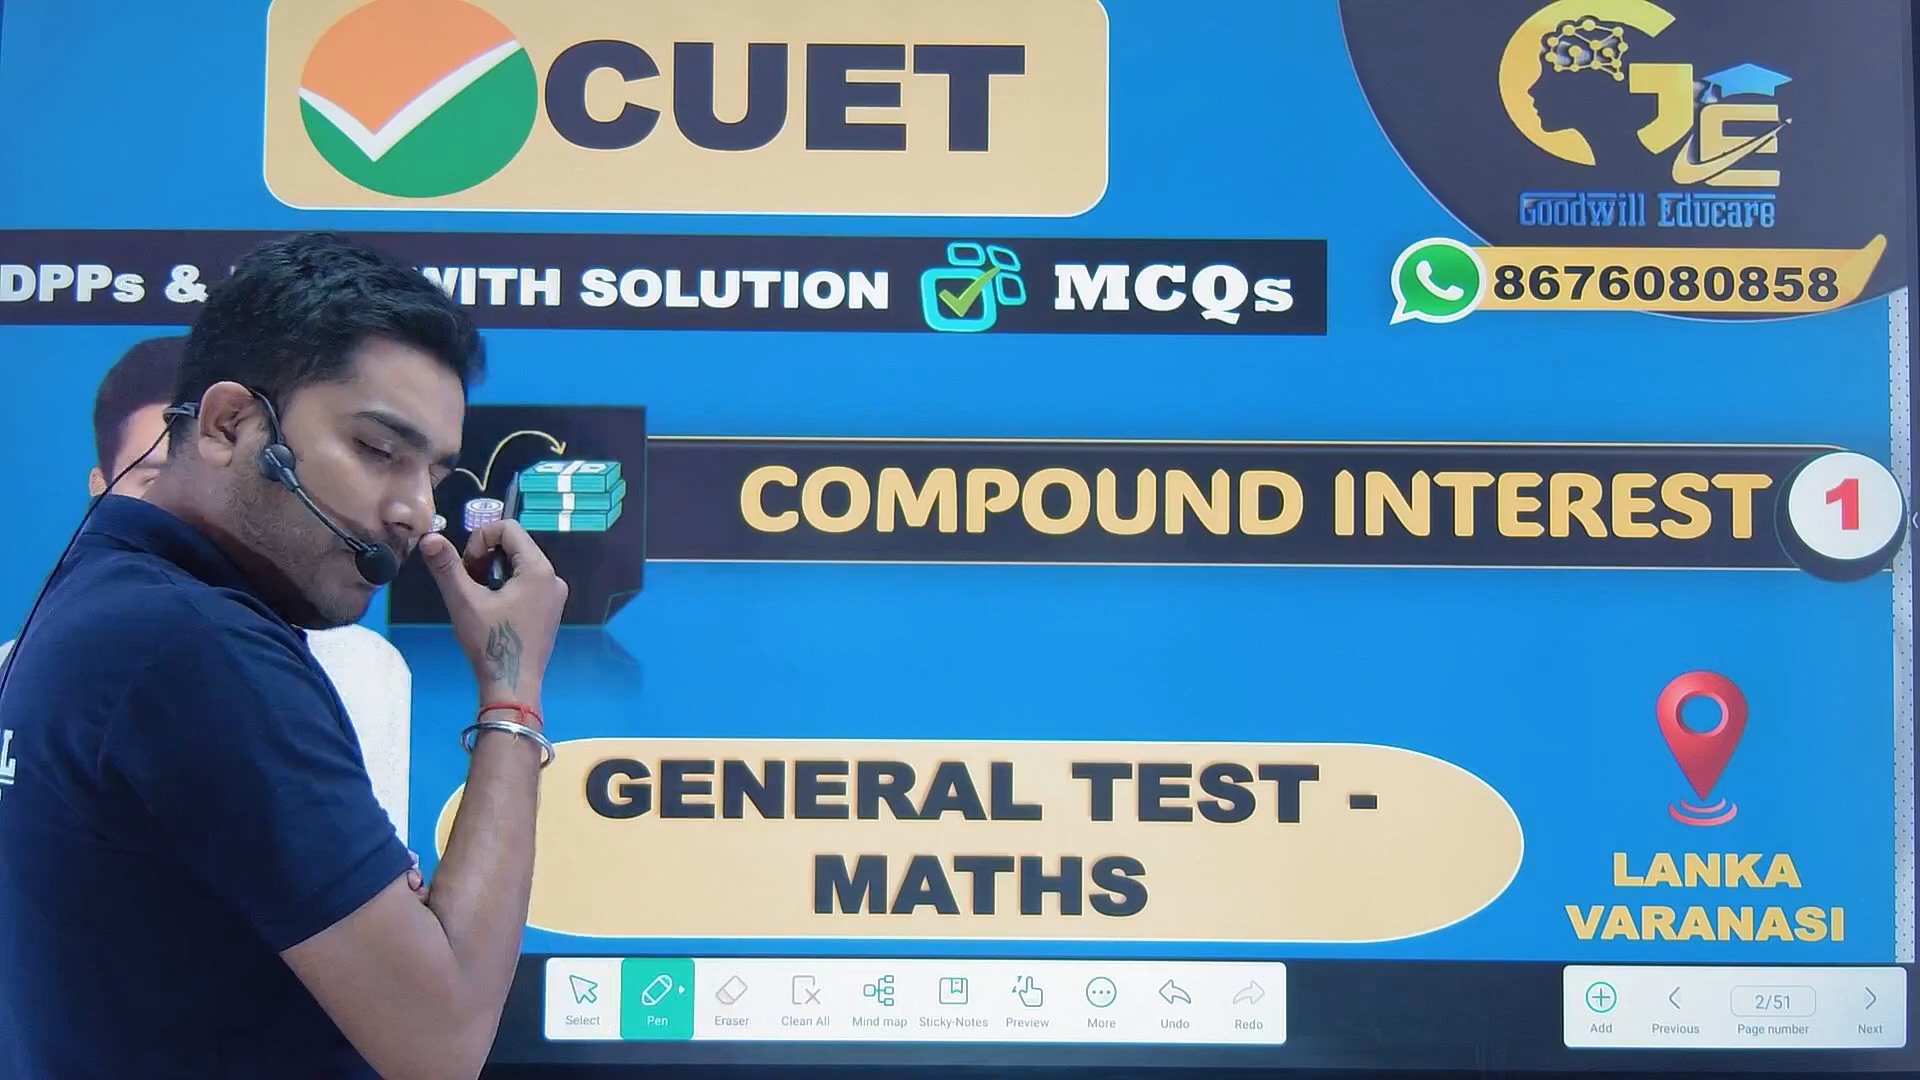 CUET
GE
Goodwill Educare
DPPs & WITH SOLUTION MCQs
8676080858
COMPOUND INTEREST 1
GENERAL TEST -
MATHS
LANKA
VARANASI
Select Pen Eraser Clean All Mind map Sticky-Notes Preview More Undo Redo
Add Previous 2/51 Page number Next